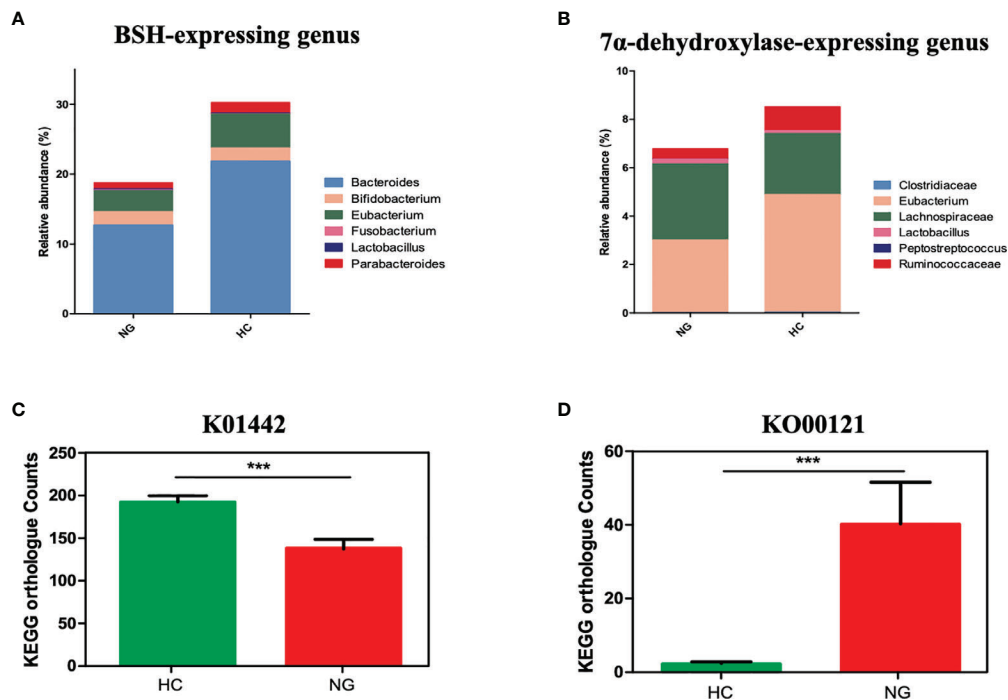 A
BSH-expressing genus
Relative abundance (%)
30
20
10
0
NG
HC
Bacteroides
Bifidobacterium
Eubacterium
Fusobacterium
Lactobacillus
Parabacteroides
B
7α-dehydroxylase-expressing genus
Relative abundance (%)
10
8
6
4
2
0
NG
HC
Clostridiaceae
Eubacterium
Lachnospiraceae
Lactobacillus
Peptostreptococcus
Ruminococcaceae
C
K01442
KEGG orthologue Counts
250
200
150
100
50
0
***
HC
NG
D
KO00121
KEGG orthologue Counts
60
40
20
0
***
HC
NG